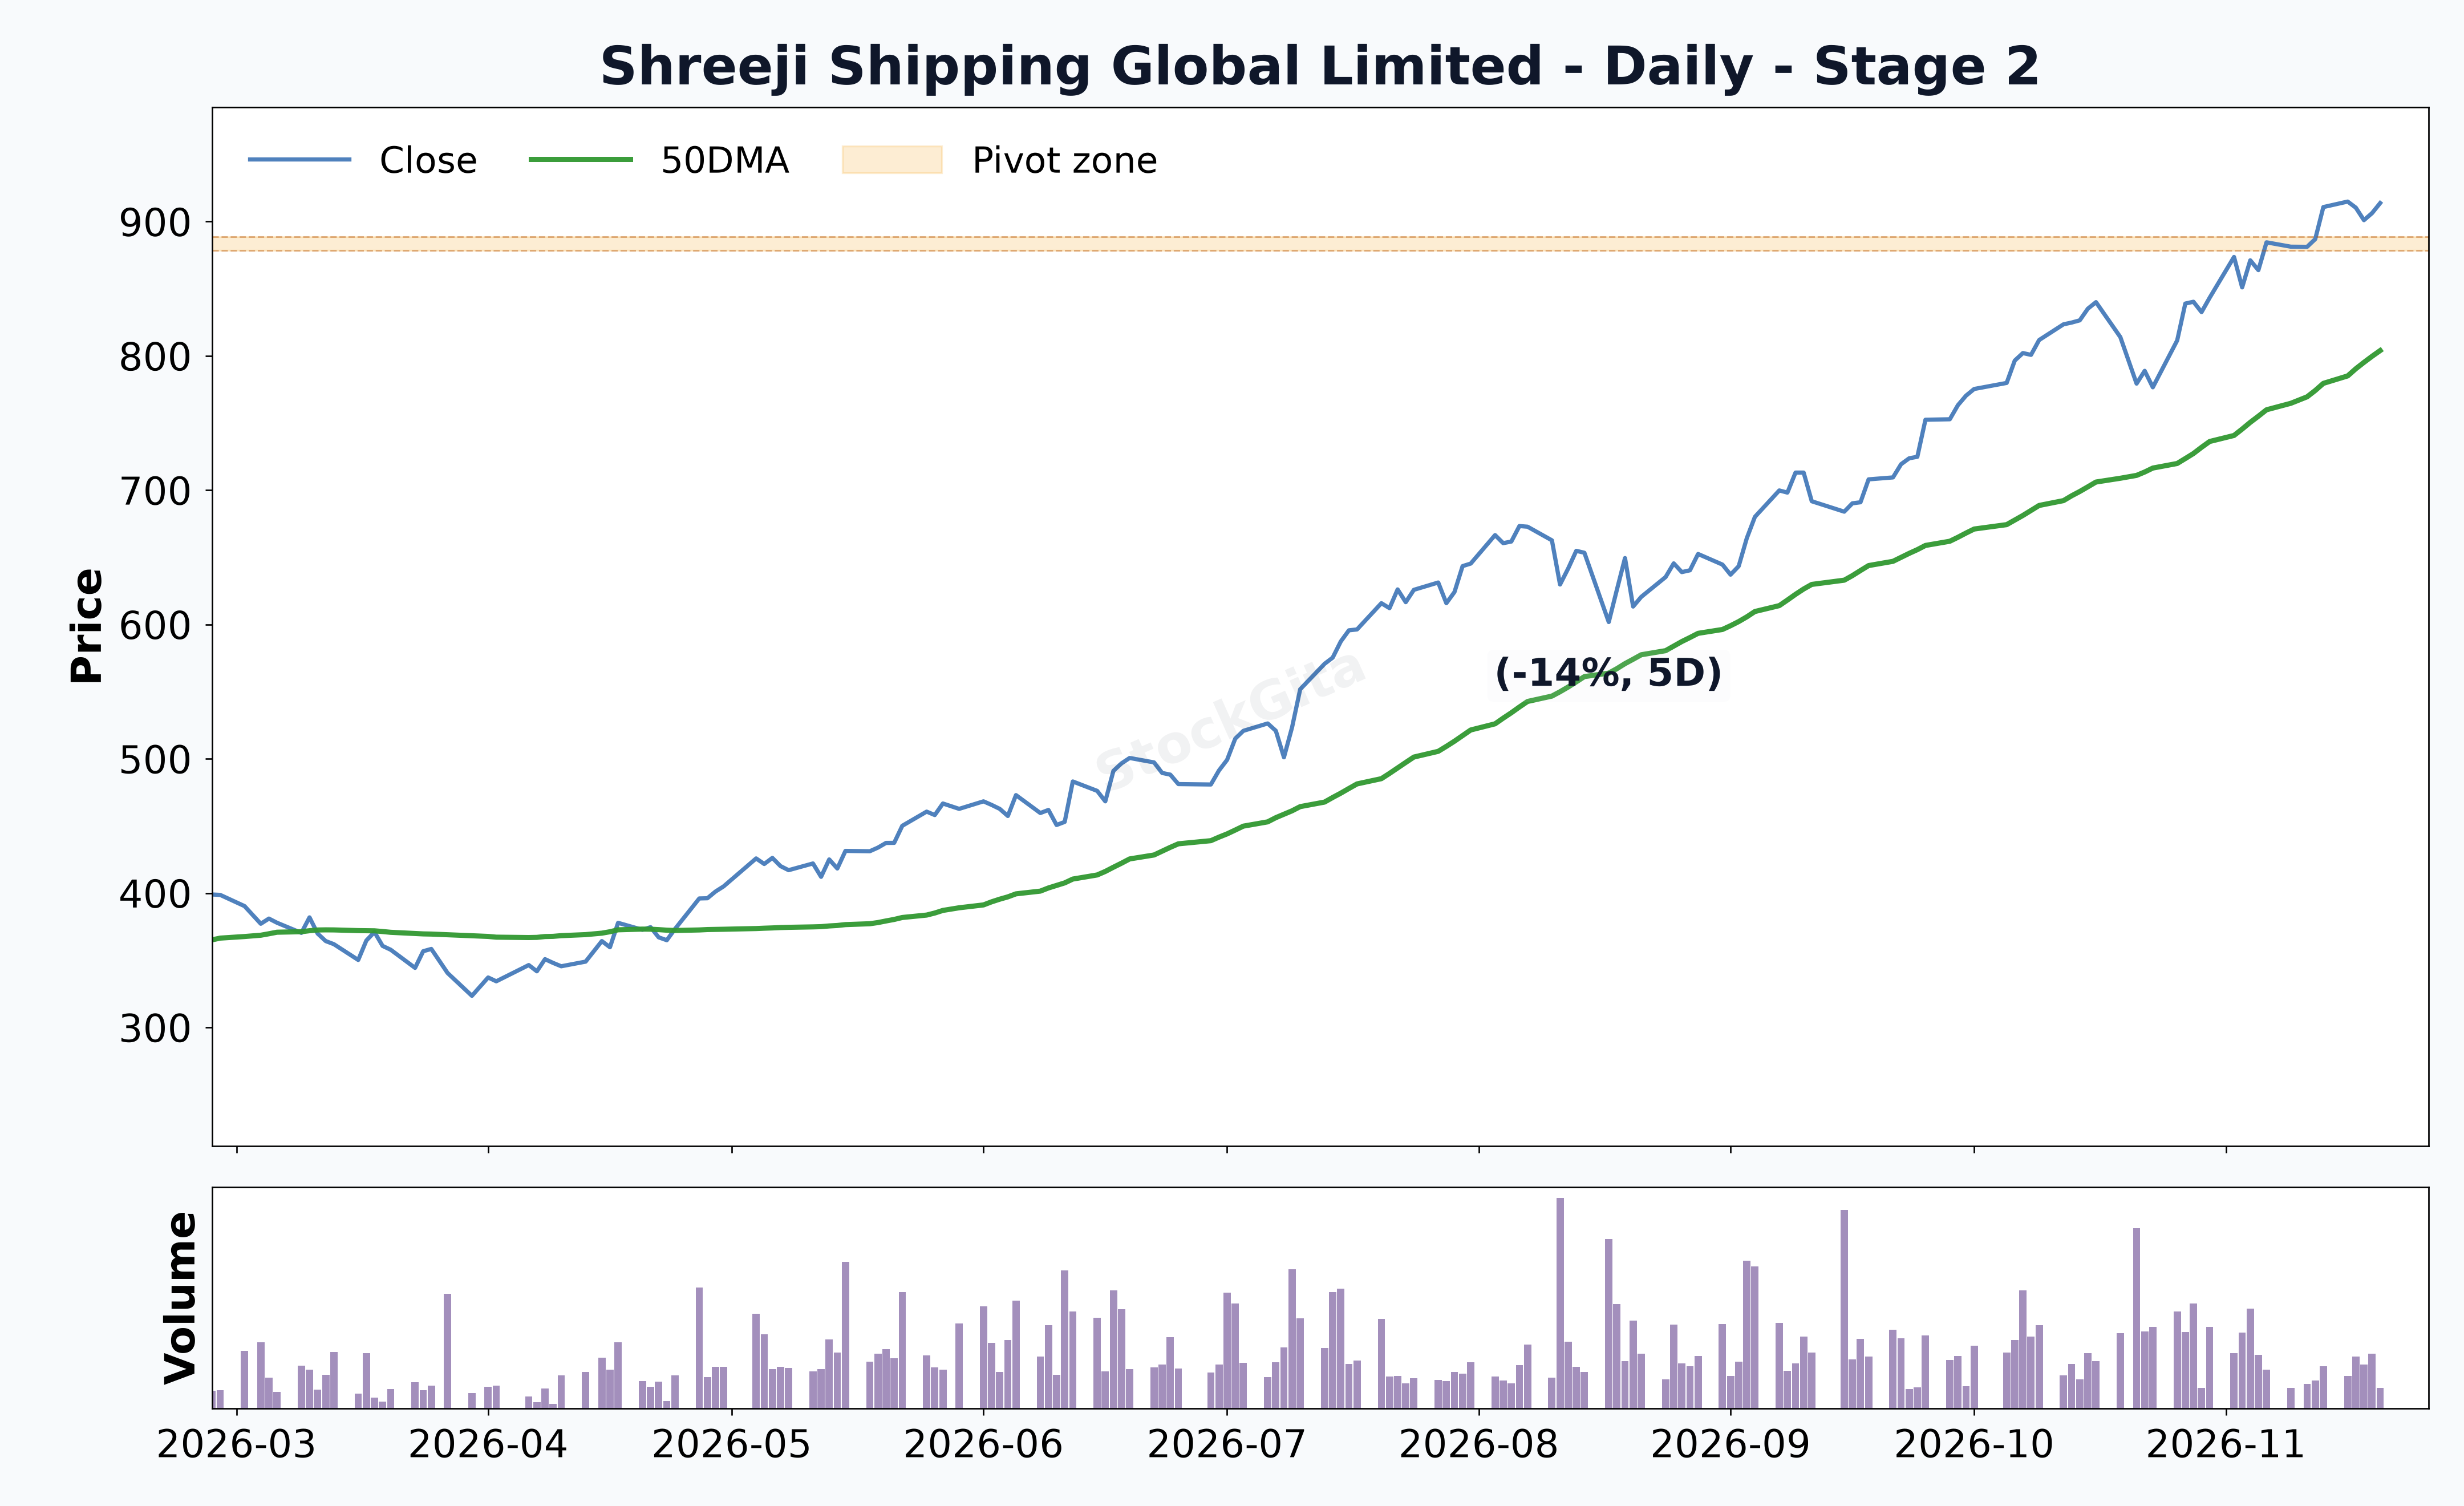 Shreeji Shipping Global Limited - Daily - Stage 2
Close 50DMA Pivot zone
900
800
700
600
500
400
300
Price
(-14%, 5D)
StockGita
Volume
2026-03 2026-04 2026-05 2026-06 2026-07 2026-08 2026-09 2026-10 2026-11